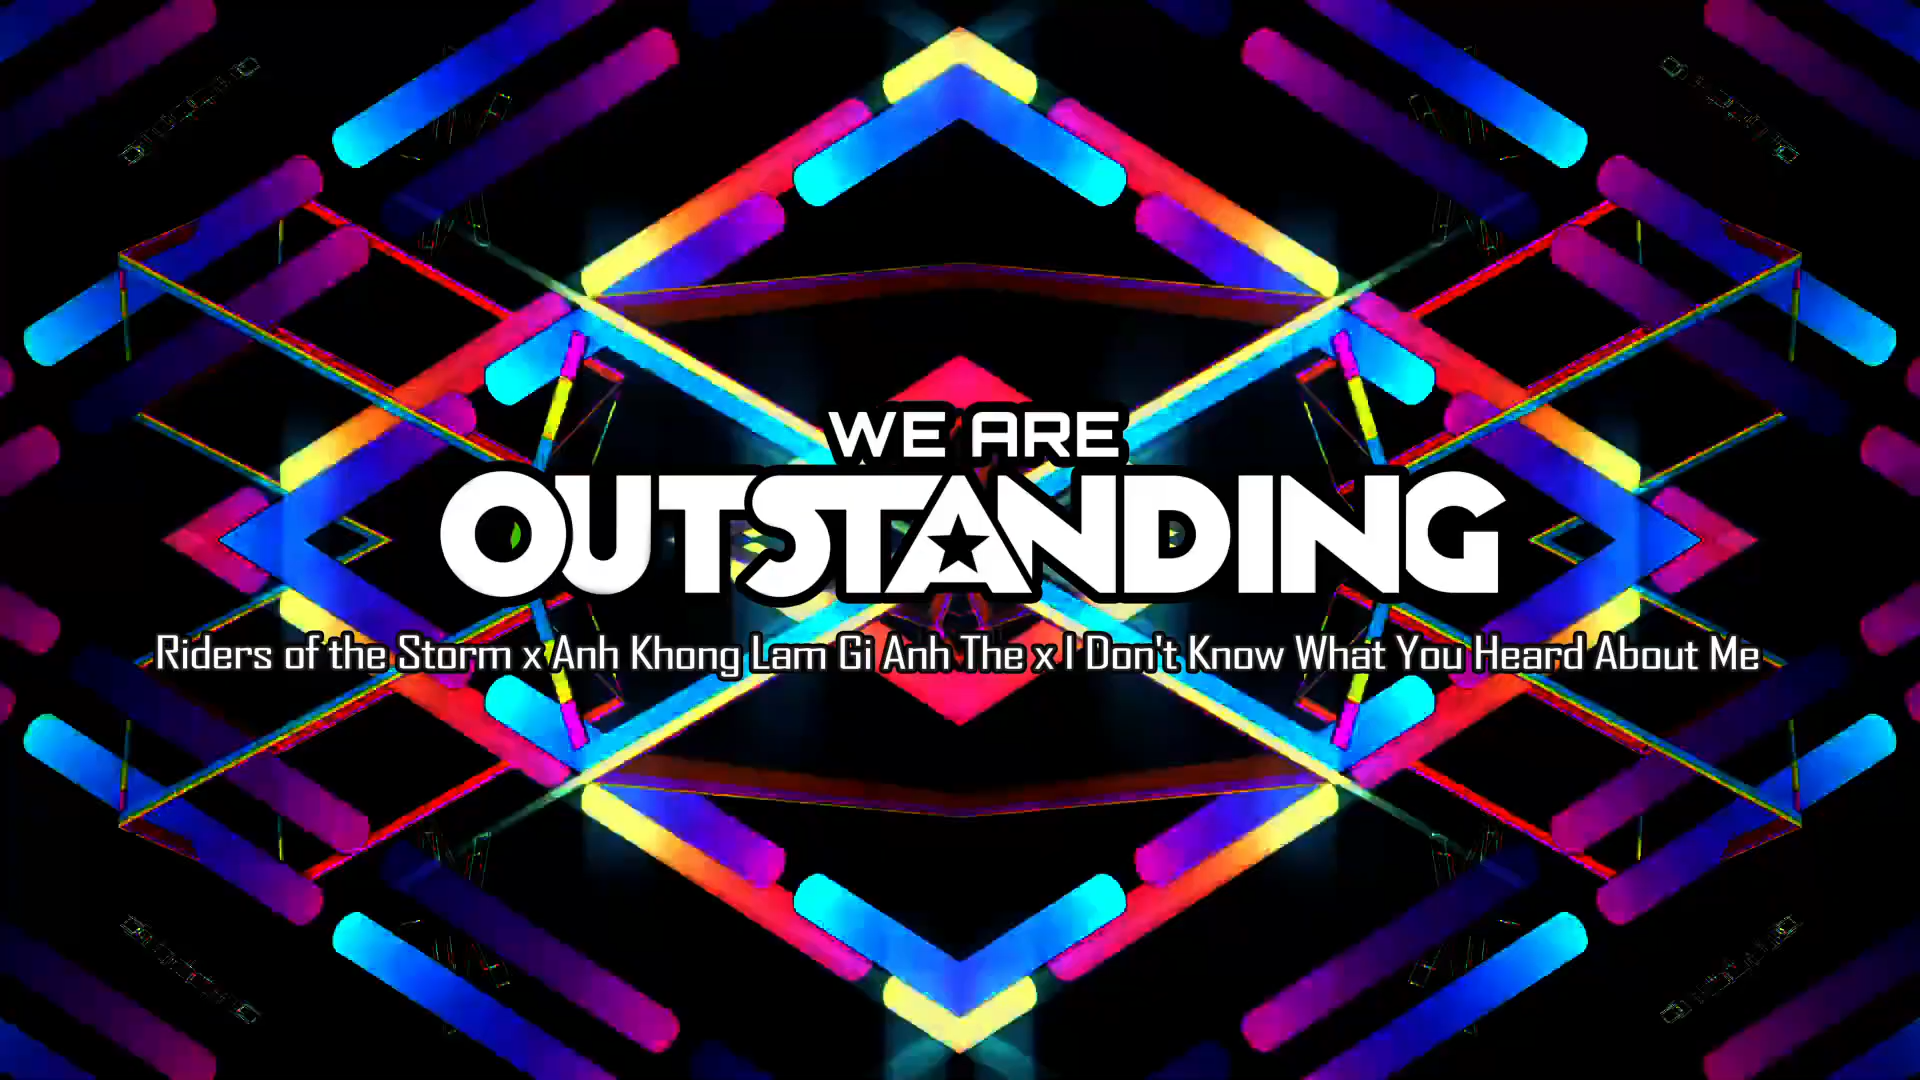 WE ARE
OUTSTANDING
Riders of the Storm x Anh Khong Lam Gi Anh The x I Don't Know What You Heard About Me